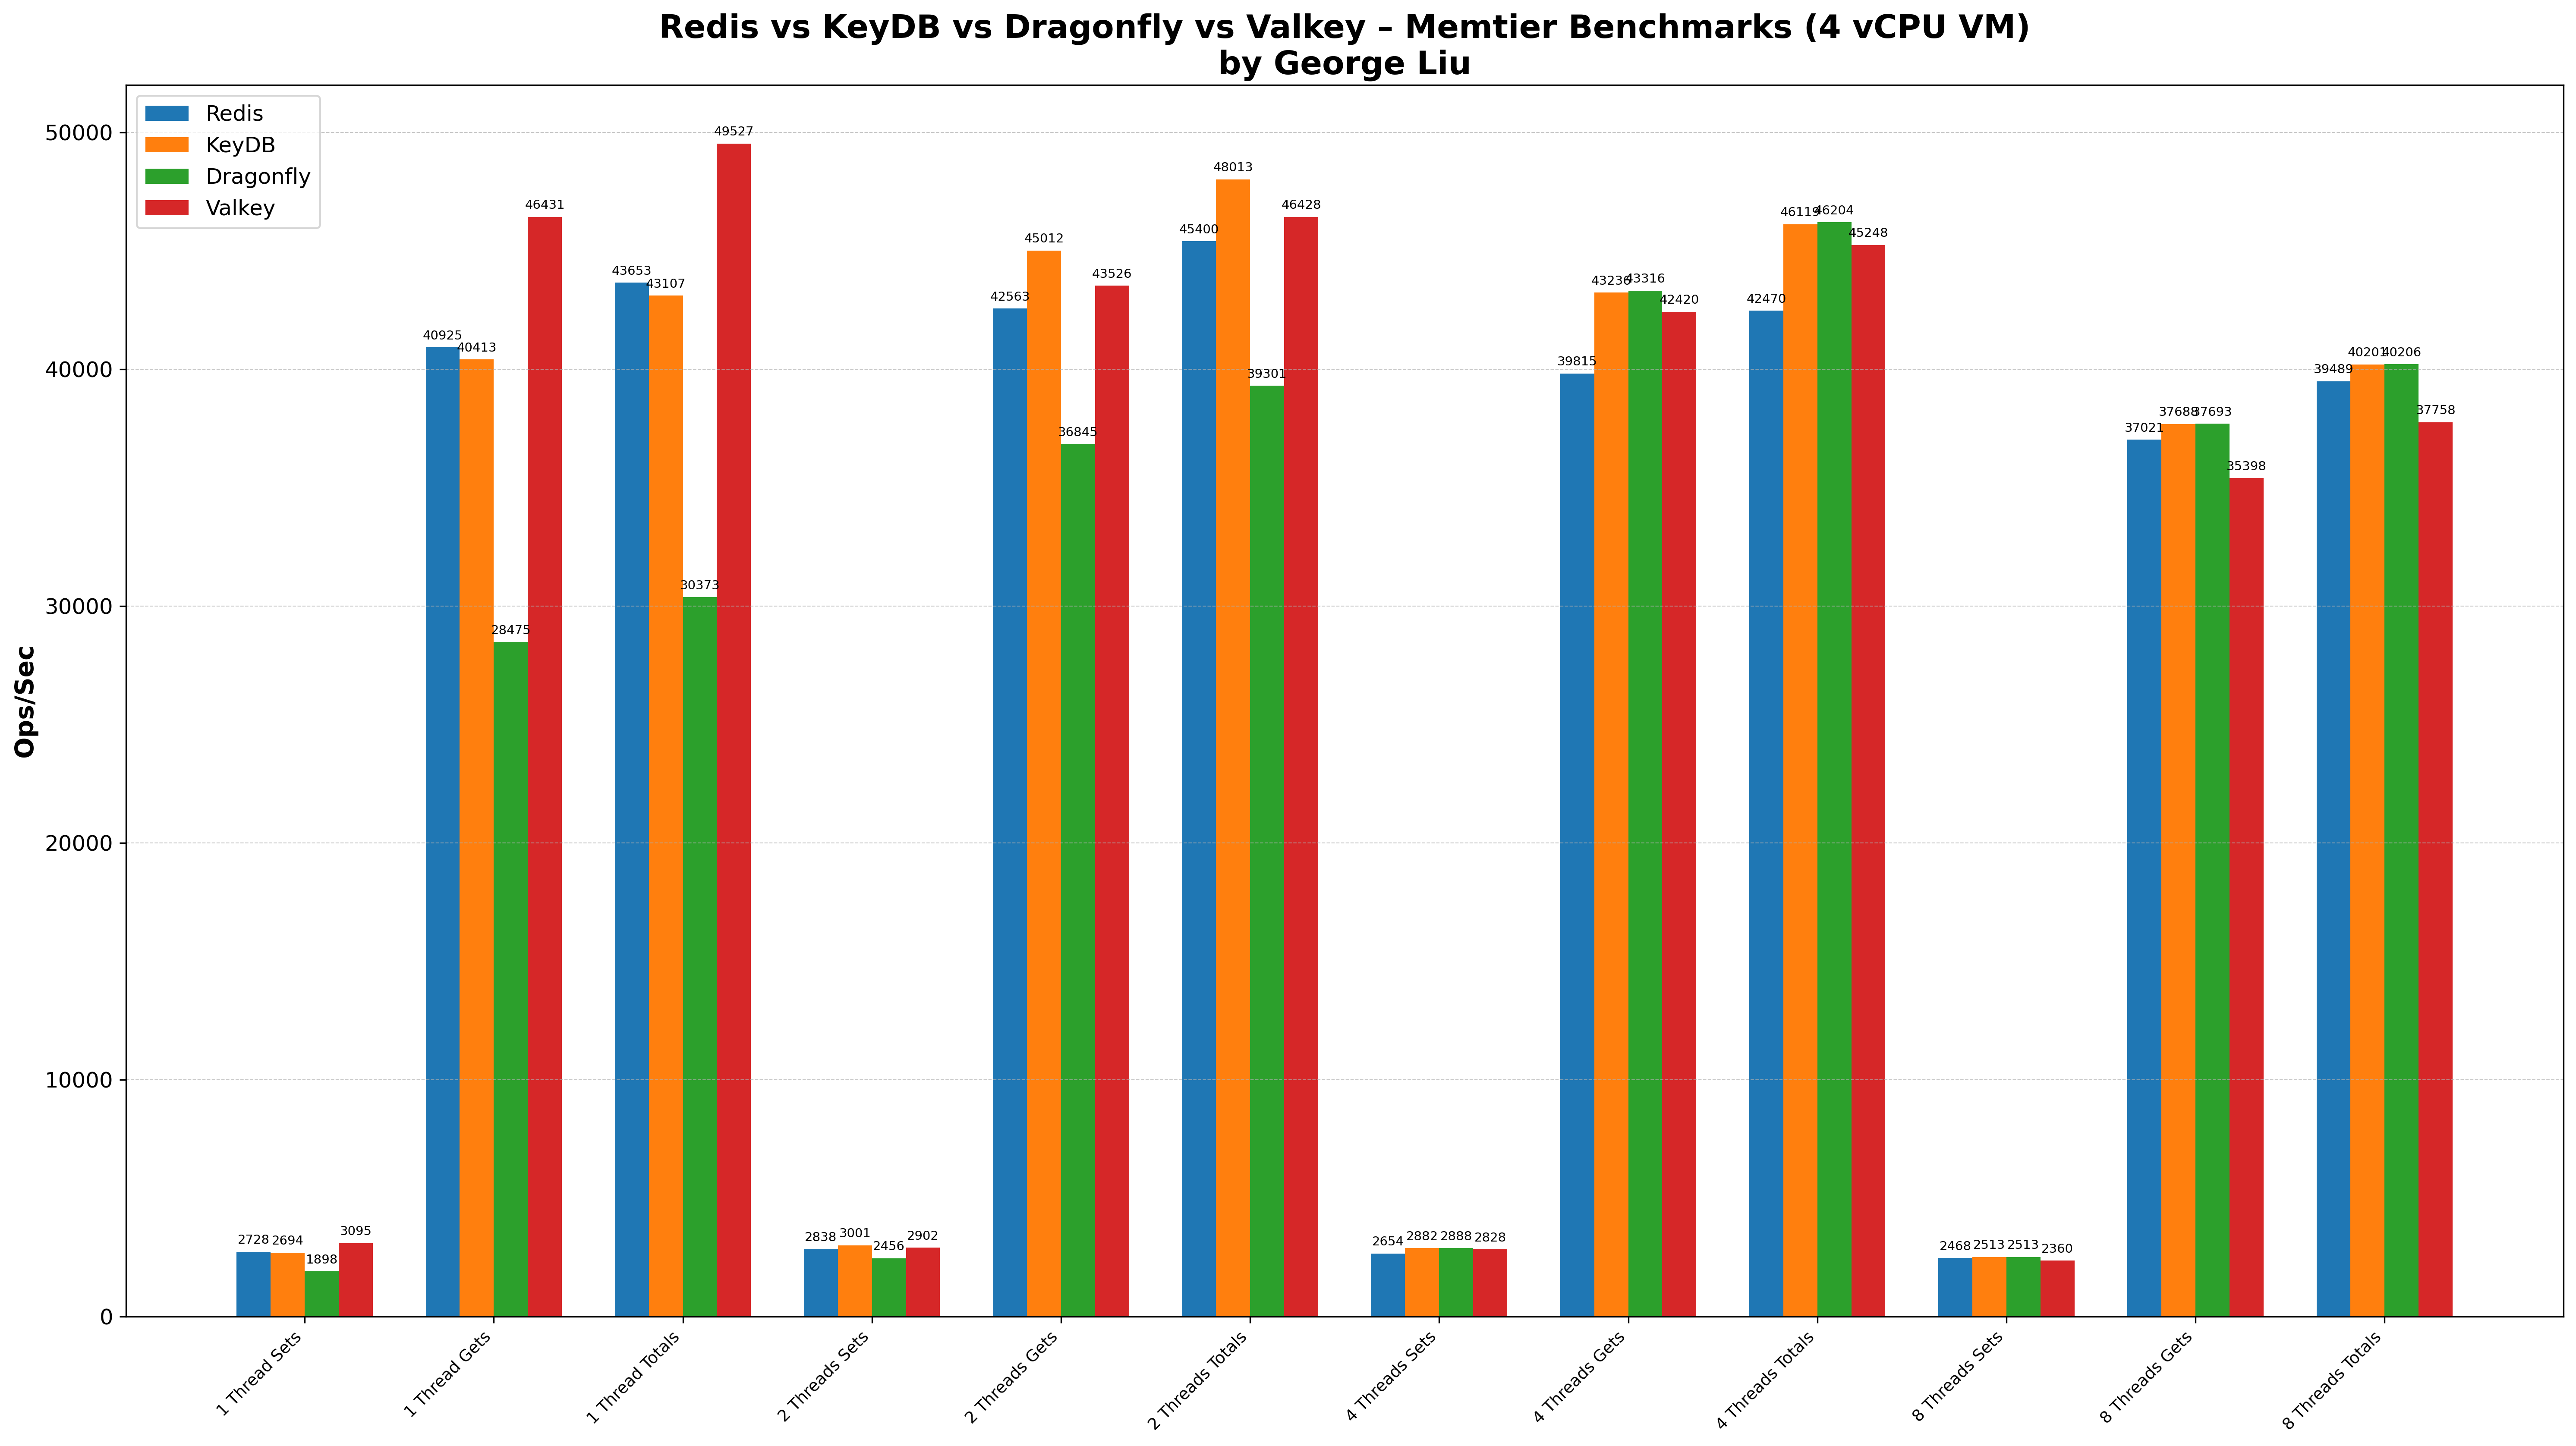 Redis vs KeyDB vs Dragonfly vs Valkey – Memtier Benchmarks (4 vCPU VM)
by George Liu
Redis
KeyDB
Dragonfly
Valkey
Ops/Sec
50000
40000
30000
20000
10000
0
2728 2694 1898 3095
40925 40413 28475 46431
43653 43107 30373 49527
2838 3001 2456 2902
42563 45012 36845 43526
45400 48013 39301 46428
2654 2882 2888 2828
39815 43236 43316 42420
42470 46119 46204 45248
2468 2513 2513 2360
37021 37688 37693 35398
39489 40201 40206 37758
1 Thread Sets
1 Thread Gets
1 Thread Totals
2 Threads Sets
2 Threads Gets
2 Threads Totals
4 Threads Sets
4 Threads Gets
4 Threads Totals
8 Threads Sets
8 Threads Gets
8 Threads Totals